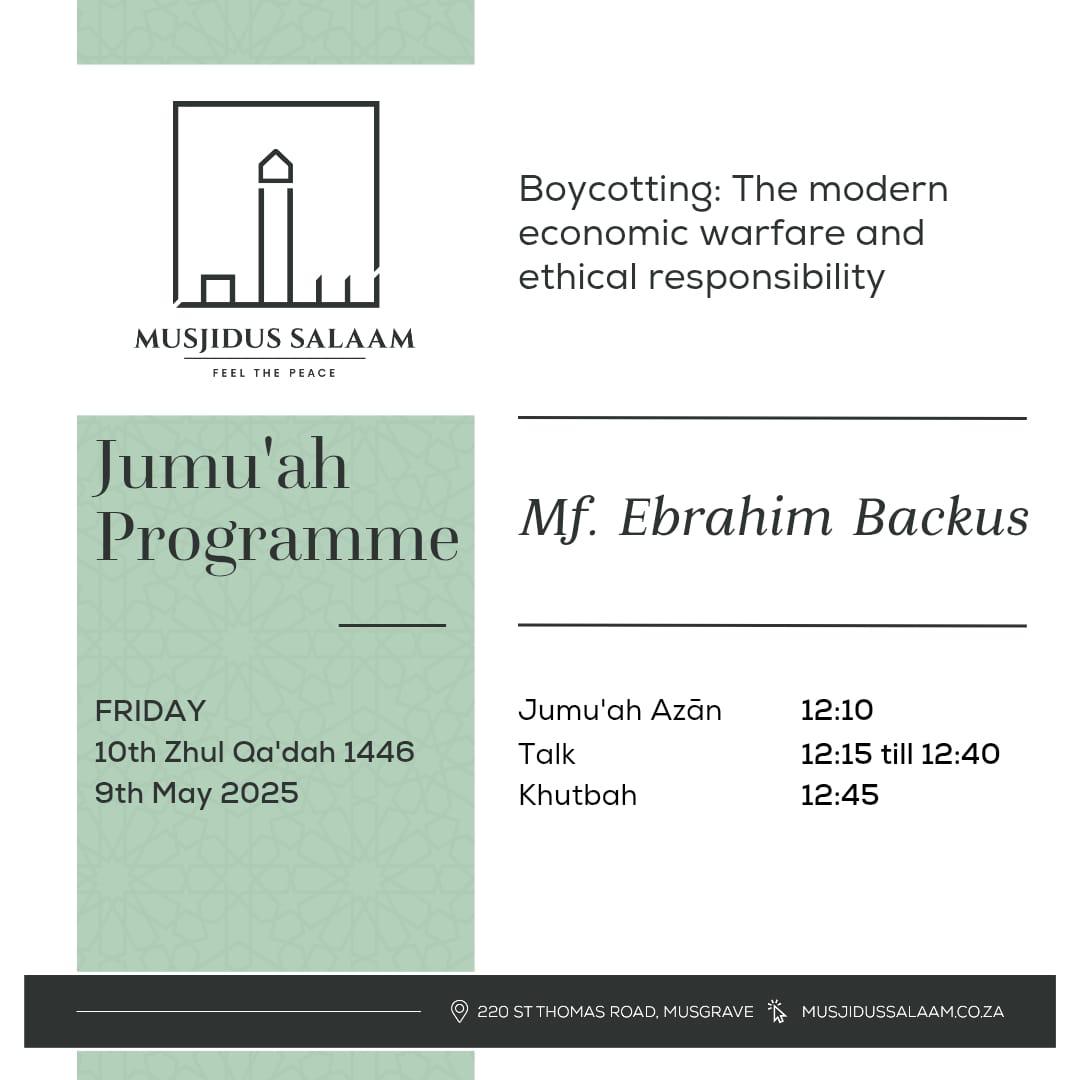 MUSJIDUS SALAAM
FEEL THE PEACE
Boycotting: The modern
economic warfare and
ethical responsibility
Jumu'ah
Programme
Mf. Ebrahim Backus
FRIDAY
10th Zhul Qa'dah 1446
9th May 2025
Jumu'ah Azān 12:10
Talk 12:15 till 12:40
Khutbah 12:45
220 ST THOMAS ROAD, MUSGRAVE MUSJIDUSSALAAM.CO.ZA